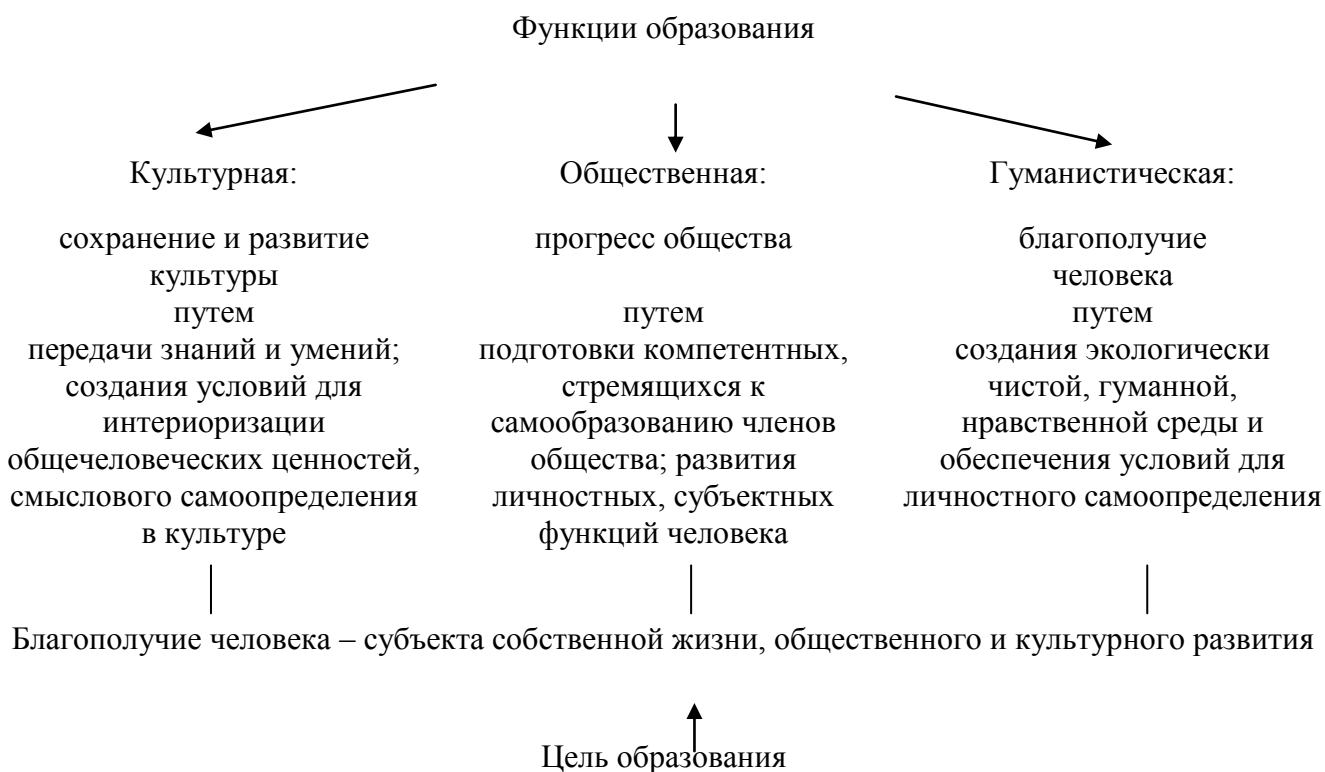 Функции образования
Культурная:
сохранение и развитие
культуры
путем
передачи знаний и умений;
создания условий для
интериоризации
общечеловеческих ценностей,
смыслового самоопределения
в культуре
Общественная:
прогресс общества
путем
подготовки компетентных,
стремящихся к
самообразованию членов
общества; развития
личностных, субъектных
функций человека
Гуманистическая:
благополучие
человека
путем
создания экологически
чистой, гуманной,
нравственной среды и
обеспечения условий для
личностного самоопределения
Благополучие человека – субъекта собственной жизни, общественного и культурного развития
Цель образования